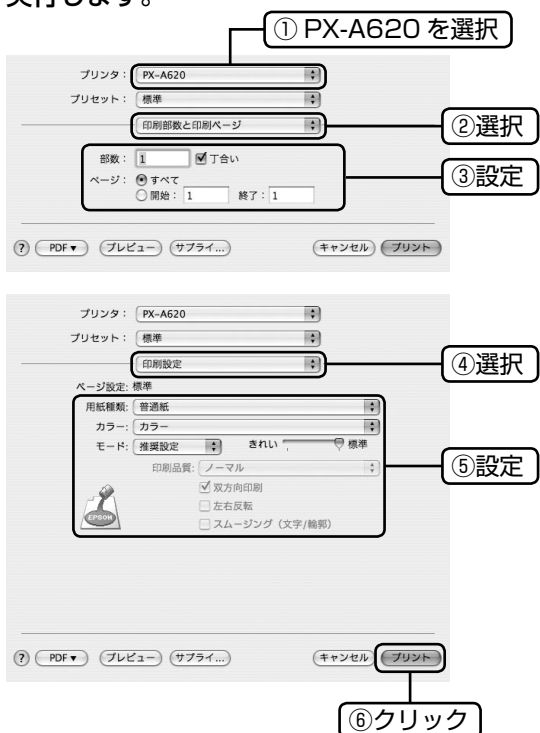 実行します。
① PX-A620 を選択
プリンタ： PX-A620
プリセット： 標準
印刷部数と印刷ページ
②選択
部数： 1 丁合い
ページ： すべて
開始： 1 終了： 1
③設定
? PDF▼ プレビュー サプライ... キャンセル プリント
プリンタ： PX-A620
プリセット： 標準
印刷設定
④選択
ページ設定: 標準
用紙種類: 普通紙
カラー: カラー
モード: 推奨設定 きれい 標準
印刷品質: ノーマル
⑤設定
双方向印刷
左右反転
スムージング（文字/輪郭）
EPSON
? PDF▼ プレビュー サプライ... キャンセル プリント
⑥クリック